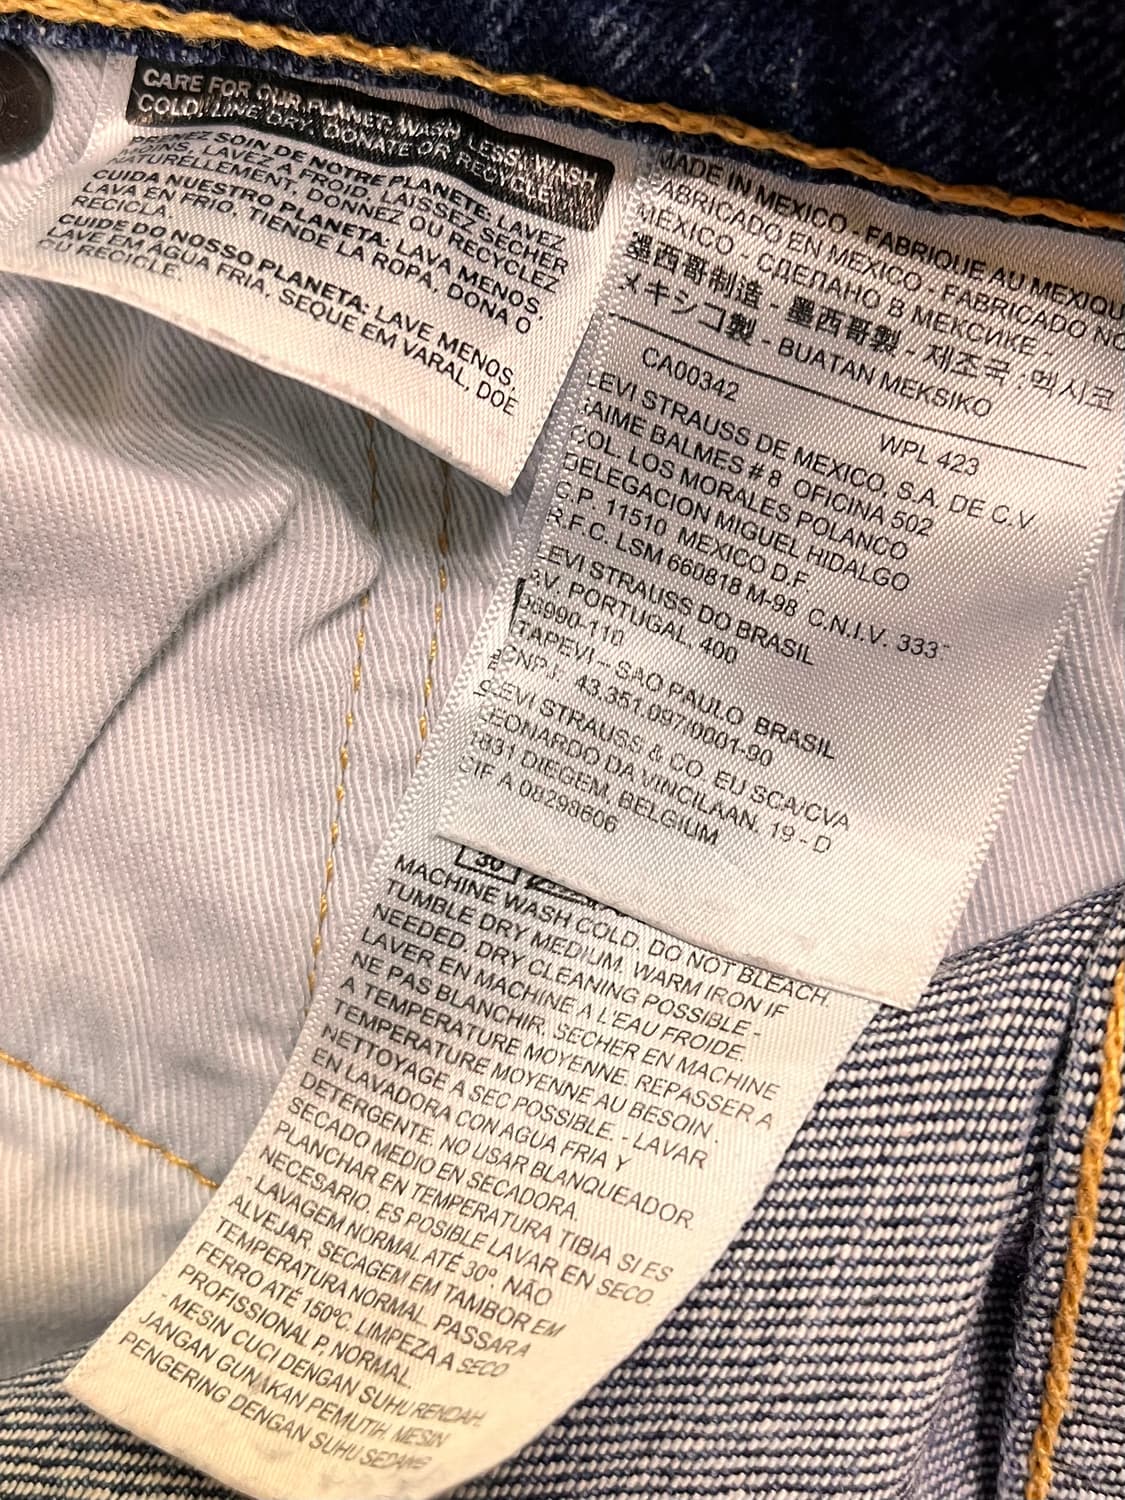 CARE FOR OUR PLANET: WASH LESS, WASH
COLD, LINE DRY, DONATE OR RECYCLE.
PRENEZ SOIN DE NOTRE PLANETE: LAVEZ
MOINS, LAVEZ A FROID, LAISSEZ SECHER
NATURELLEMENT, DONNEZ OU RECYCLEZ
CUIDA NUESTRO PLANETA: LAVA MENOS,
LAVA EN FRIO, TIENDE LA ROPA, DONA O
RECICLA.
CUIDE DO NOSSO PLANETA: LAVE MENOS,
LAVE EM ÁGUA FRIA, SEQUE EM VARAL, DOE
OU RECICLE.
MADE IN MEXICO - FABRIQUE AU MEXIQU
FABRICADO EN MEXICO - FABRICADO NO
MÉXICO - СДЕЛАНО В МЕКСИКЕ -
墨西哥制造 - 墨西哥製 제조국 : 멕시코
メキシコ製 - BUATAN MEKSIKO
CA00342 WPL 423
LEVI STRAUSS DE MEXICO, S.A. DE C.V
JAIME BALMES # 8 OFICINA 502
COL. LOS MORALES POLANCO
DELEGACION MIGUEL HIDALGO
C.P. 11510 MEXICO D.F.
R.F.C. LSM 660818 M-98 C.N.I.V. 333
LEVI STRAUSS DO BRASIL
AV. PORTUGAL, 400
06990-110
ITAPEVI – SAO PAULO BRASIL
CNPJ: 43.351.097/0001-90
LEVI STRAUSS & CO. EU SCA/CVA
LEONARDO DA VINCILAAN, 19 - D
1831 DIEGEM, BELGIUM
CIF A 08298606
30
MACHINE WASH COLD. DO NOT BLEACH.
TUMBLE DRY MEDIUM. WARM IRON IF
NEEDED. DRY CLEANING POSSIBLE -
LAVER EN MACHINE A L'EAU FROIDE.
NE PAS BLANCHIR. SECHER EN MACHINE
A TEMPERATURE MOYENNE. REPASSER A
TEMPERATURE MOYENNE AU BESOIN.
NETTOYAGE A SEC POSSIBLE. - LAVAR
EN LAVADORA CON AGUA FRIA Y
DETERGENTE. NO USAR BLANQUEADOR
SECADO MEDIO EN SECADORA.
PLANCHAR EN TEMPERATURA TIBIA SI ES
NECESARIO. ES POSIBLE LAVAR EN SECO.
- LAVAGEM NORMAL ATÉ 30º. NÃO
ALVEJAR. SECAGEM EM TAMBOR EM
TEMPERATURA NORMAL. PASSAR A
FERRO ATÉ 150ºC. LIMPEZA A SECO
PROFISSIONAL P, NORMAL.
- MESIN CUCI DENGAN SUHU RENDAH.
JANGAN GUNAKAN PEMUTIH. MESIN
PENGERING DENGAN SUHU SEDANG